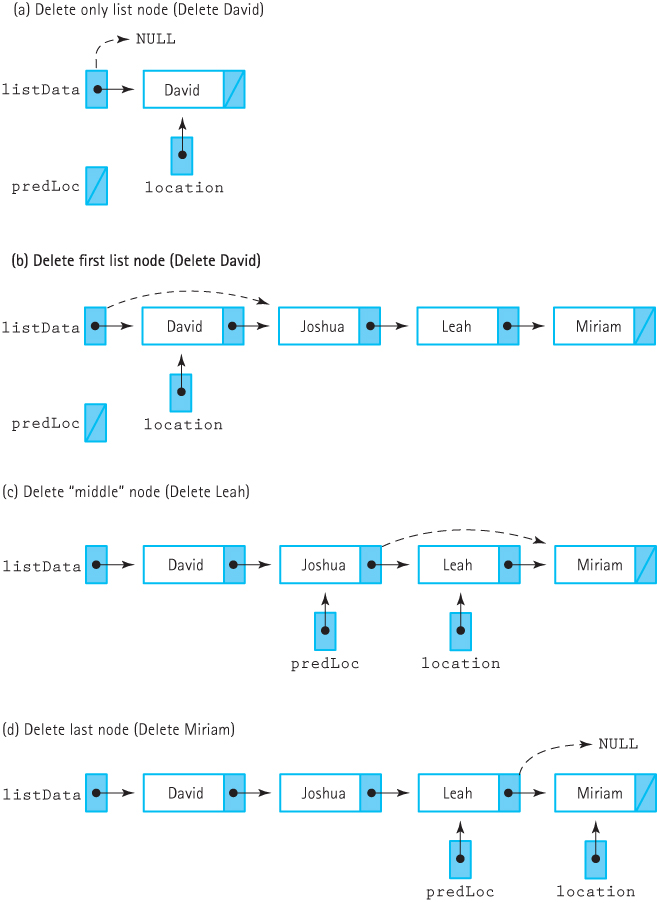 (a) Delete only list node (Delete David)
NULL
listData David
predLoc location
(b) Delete first list node (Delete David)
listData David Joshua Leah Miriam
predLoc location
(c) Delete “middle” node (Delete Leah)
listData David Joshua Leah Miriam
predLoc location
(d) Delete last node (Delete Miriam)
NULL
listData David Joshua Leah Miriam
predLoc location